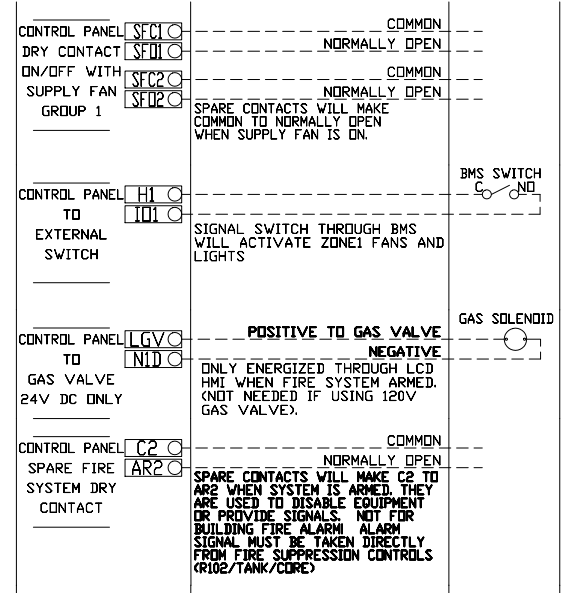 CONTROL PANEL SFC1 COMMON
DRY CONTACT SFO1 NORMALLY OPEN
ON/OFF WITH SFC2 COMMON
SUPPLY FAN SFO2 NORMALLY OPEN
GROUP 1
SPARE CONTACTS WILL MAKE
COMMON TO NORMALLY OPEN
WHEN SUPPLY FAN IS ON.
BMS SWITCH
C NO
CONTROL PANEL H1
TO IO1
EXTERNAL
SWITCH
SIGNAL SWITCH THROUGH BMS
WILL ACTIVATE ZONE1 FANS AND
LIGHTS
GAS SOLENOID
CONTROL PANEL LGV POSITIVE TO GAS VALVE
TO N1D NEGATIVE
GAS VALVE
24V DC ONLY
ONLY ENERGIZED THROUGH LCD
HMI WHEN FIRE SYSTEM ARMED.
(NOT NEEDED IF USING 120V
GAS VALVE).
CONTROL PANEL C2 COMMON
SPARE FIRE AR2 NORMALLY OPEN
SYSTEM DRY
CONTACT
SPARE CONTACTS WILL MAKE C2 TO
AR2 WHEN SYSTEM IS ARMED. THEY
ARE USED TO DISABLE EQUIPMENT
OR PROVIDE SIGNALS. NOT FOR
BUILDING FIRE ALARM! ALARM
SIGNAL MUST BE TAKEN DIRECTLY
FROM FIRE SUPPRESSION CONTROLS
(R102/TANK/CORE)